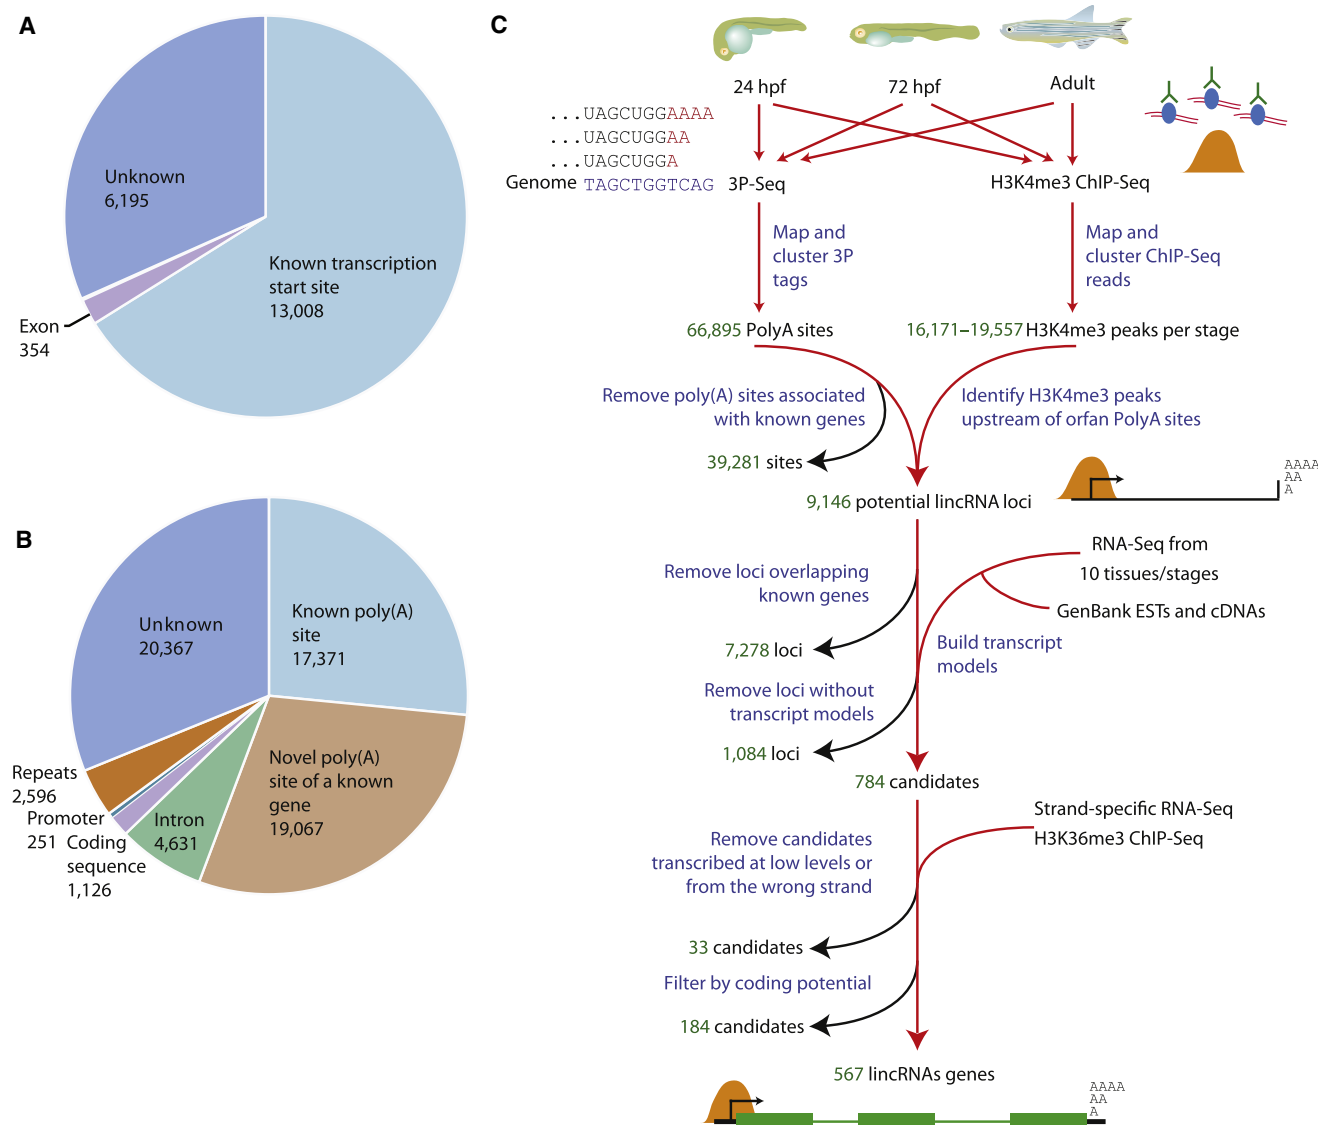 A
Unknown
6,195
Known transcription
start site
13,008
Exon
354
B
Unknown
20,367
Known poly(A)
site
17,371
Novel poly(A)
site of a known
gene
19,067
Repeats
2,596
Promoter
251
Coding
sequence
1,126
Intron
4,631
C
24 hpf
72 hpf
Adult
...UAGCUGGAAAA
...UAGCUGGAA
...UAGCUGGA
Genome TAGCTGGTCAG
3P-Seq
H3K4me3 ChIP-Seq
Map and
cluster 3P
tags
Map and
cluster ChIP-Seq
reads
66,895 PolyA sites
16,171–19,557 H3K4me3 peaks per stage
Remove poly(A) sites associated
with known genes
Identify H3K4me3 peaks
upstream of orfan PolyA sites
39,281 sites
AAAA
AA
A
9,146 potential lincRNA loci
RNA-Seq from
10 tissues/stages
GenBank ESTs and cDNAs
Remove loci overlapping
known genes
7,278 loci
Build transcript
models
Remove loci without
transcript models
1,084 loci
784 candidates
Strand-specific RNA-Seq
H3K36me3 ChIP-Seq
Remove candidates
transcribed at low levels or
from the wrong strand
33 candidates
Filter by coding potential
184 candidates
567 lincRNAs genes
AAAA
AA
A